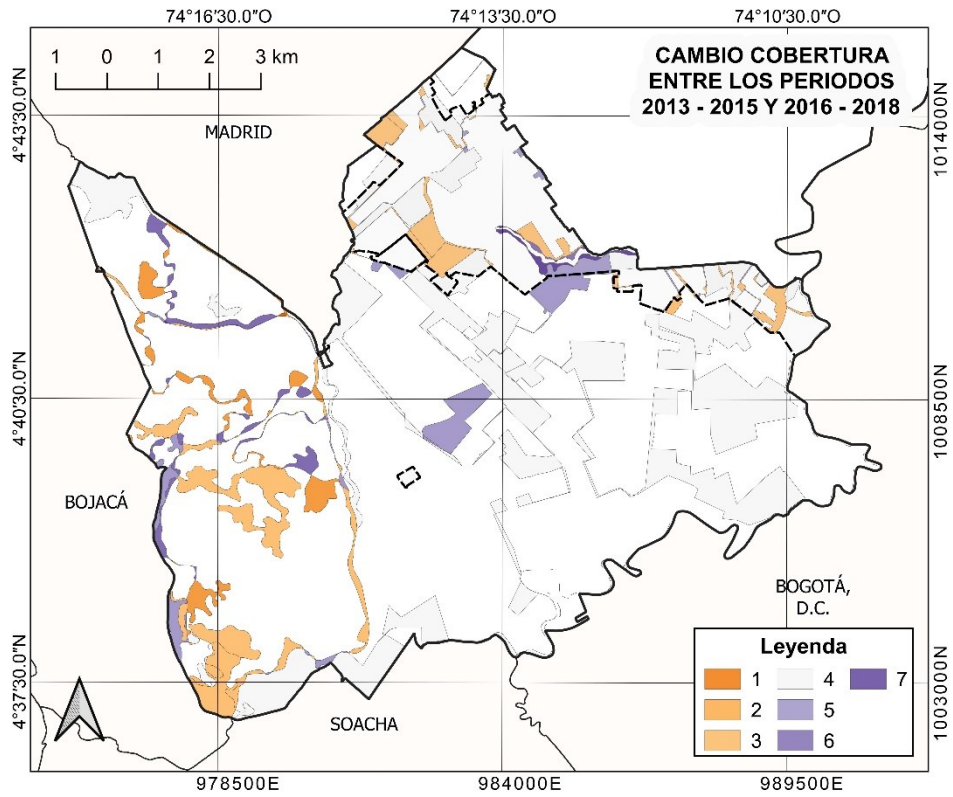 74°16'30.0"O 74°13'30.0"O 74°10'30.0"O
1 0 1 2 3 km
CAMBIO COBERTURA
ENTRE LOS PERIODOS
2013 - 2015 Y 2016 - 2018
4°43'30.0"N
1014000N
MADRID
4°40'30.0"N
1008500N
BOJACÁ
BOGOTÁ,
D.C.
Leyenda
1 4 7
2 5
3 6
4°37'30.0"N
1003000N
SOACHA
978500E 984000E 989500E